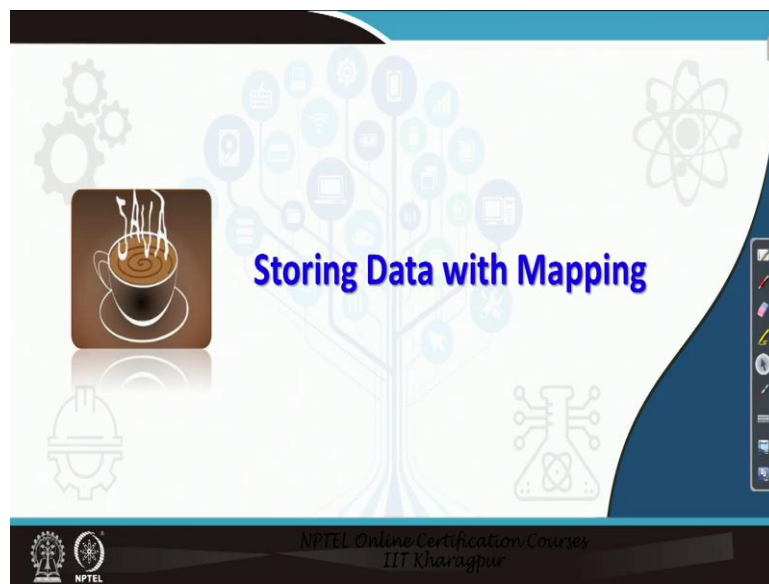 JAVA
Storing Data with Mapping
NPTEL Online Certification Courses
IIT Kharagpur
NPTEL